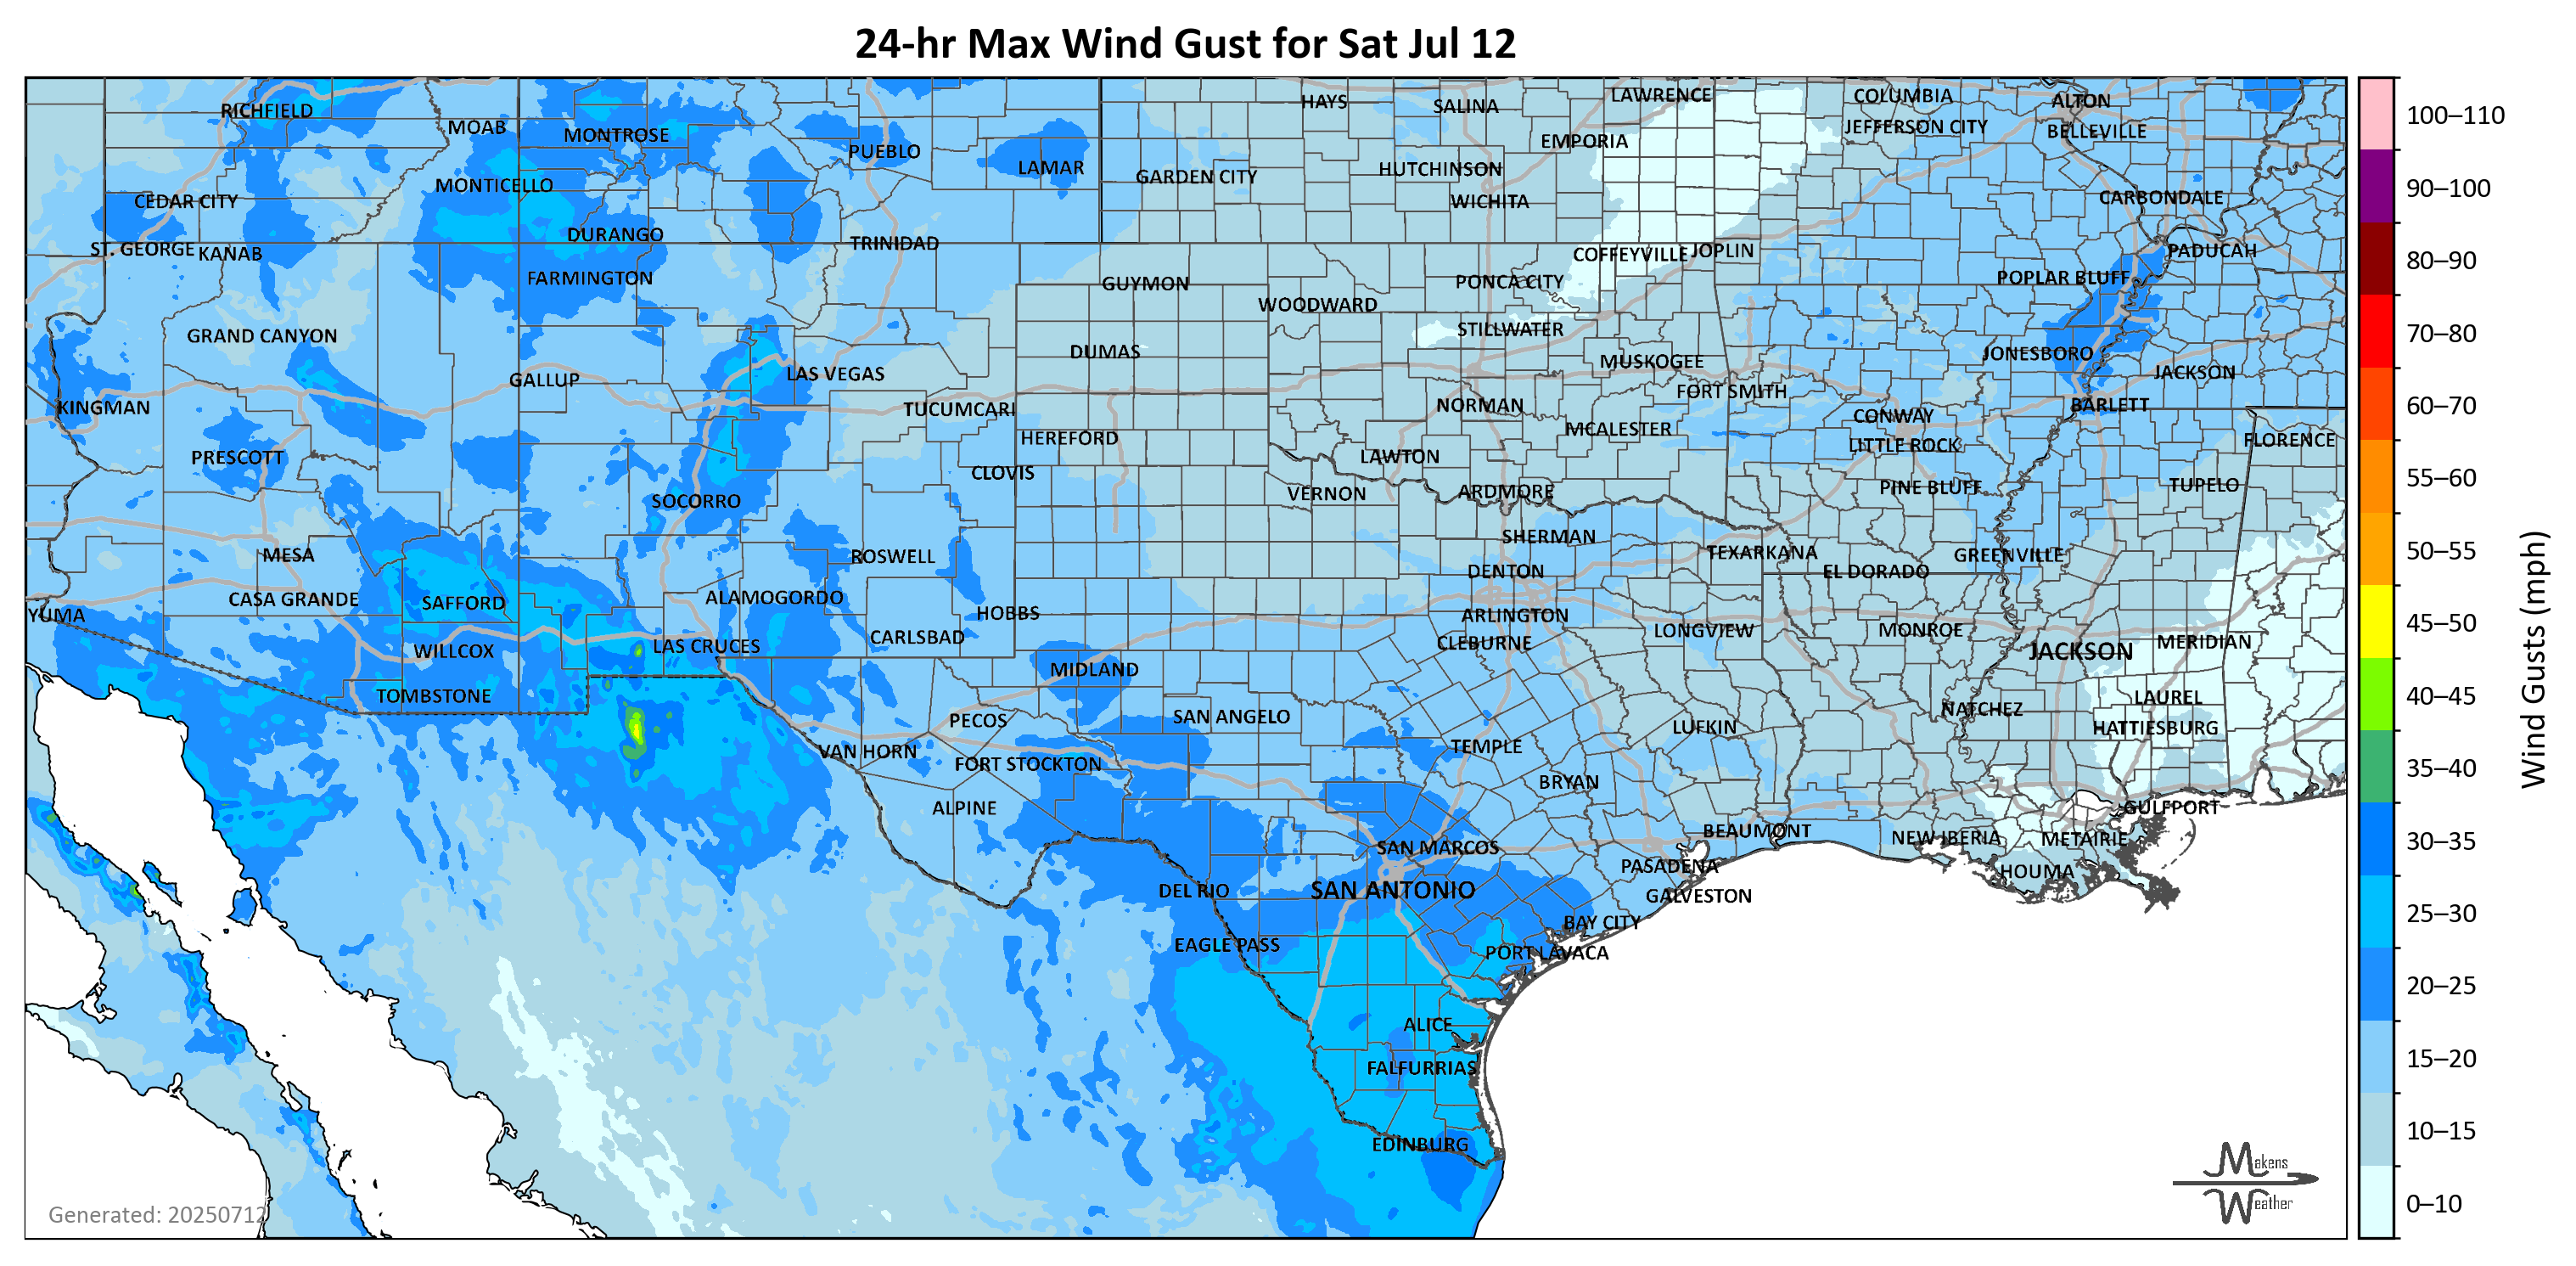 24-hr Max Wind Gust for Sat Jul 12
RICHFIELD
MOAB
MONTROSE
PUEBLO
LAMAR
HAYS
SALINA
LAWRENCE
COLUMBIA
ALTON
EMPORIA
JEFFERSON CITY
BELLEVILLE
MONTICELLO
GARDEN CITY
HUTCHINSON
WICHITA
CARBONDALE
CEDAR CITY
DURANGO
TRINIDAD
ST. GEORGE
KANAB
COFFEYVILLE
JOPLIN
PADUCAH
FARMINGTON
GUYMON
PONCA CITY
POPLAR BLUFF
WOODWARD
GRAND CANYON
STILLWATER
DUMAS
MUSKOGEE
JONESBORO
GALLUP
LAS VEGAS
JACKSON
KINGMAN
TUCUMCARI
NORMAN
FORT SMITH
CONWAY
BARLETT
HEREFORD
MCALESTER
LITTLE ROCK
FLORENCE
PRESCOTT
CLOVIS
LAWTON
SOCORRO
VERNON
ARDMORE
PINE BLUFF
TUPELO
MESA
ROSWELL
SHERMAN
TEXARKANA
GREENVILLE
CASA GRANDE
SAFFORD
ALAMOGORDO
DENTON
EL DORADO
YUMA
HOBBS
ARLINGTON
WILLCOX
LAS CRUCES
CARLSBAD
CLEBURNE
LONGVIEW
MONROE
JACKSON
MERIDIAN
TOMBSTONE
MIDLAND
LAUREL
PECOS
SAN ANGELO
LUFKIN
NATCHEZ
HATTIESBURG
VAN HORN
FORT STOCKTON
TEMPLE
BRYAN
ALPINE
GULFPORT
SAN MARCOS
BEAUMONT
NEW IBERIA
METAIRIE
DEL RIO
SAN ANTONIO
PASADENA
HOUMA
GALVESTON
EAGLE PASS
BAY CITY
PORT LAVACA
ALICE
FALFURRIAS
EDINBURG
Generated: 20250712
Makens
Weather
100–110
90–100
80–90
70–80
60–70
55–60
50–55
45–50
40–45
35–40
30–35
25–30
20–25
15–20
10–15
0–10
Wind Gusts (mph)